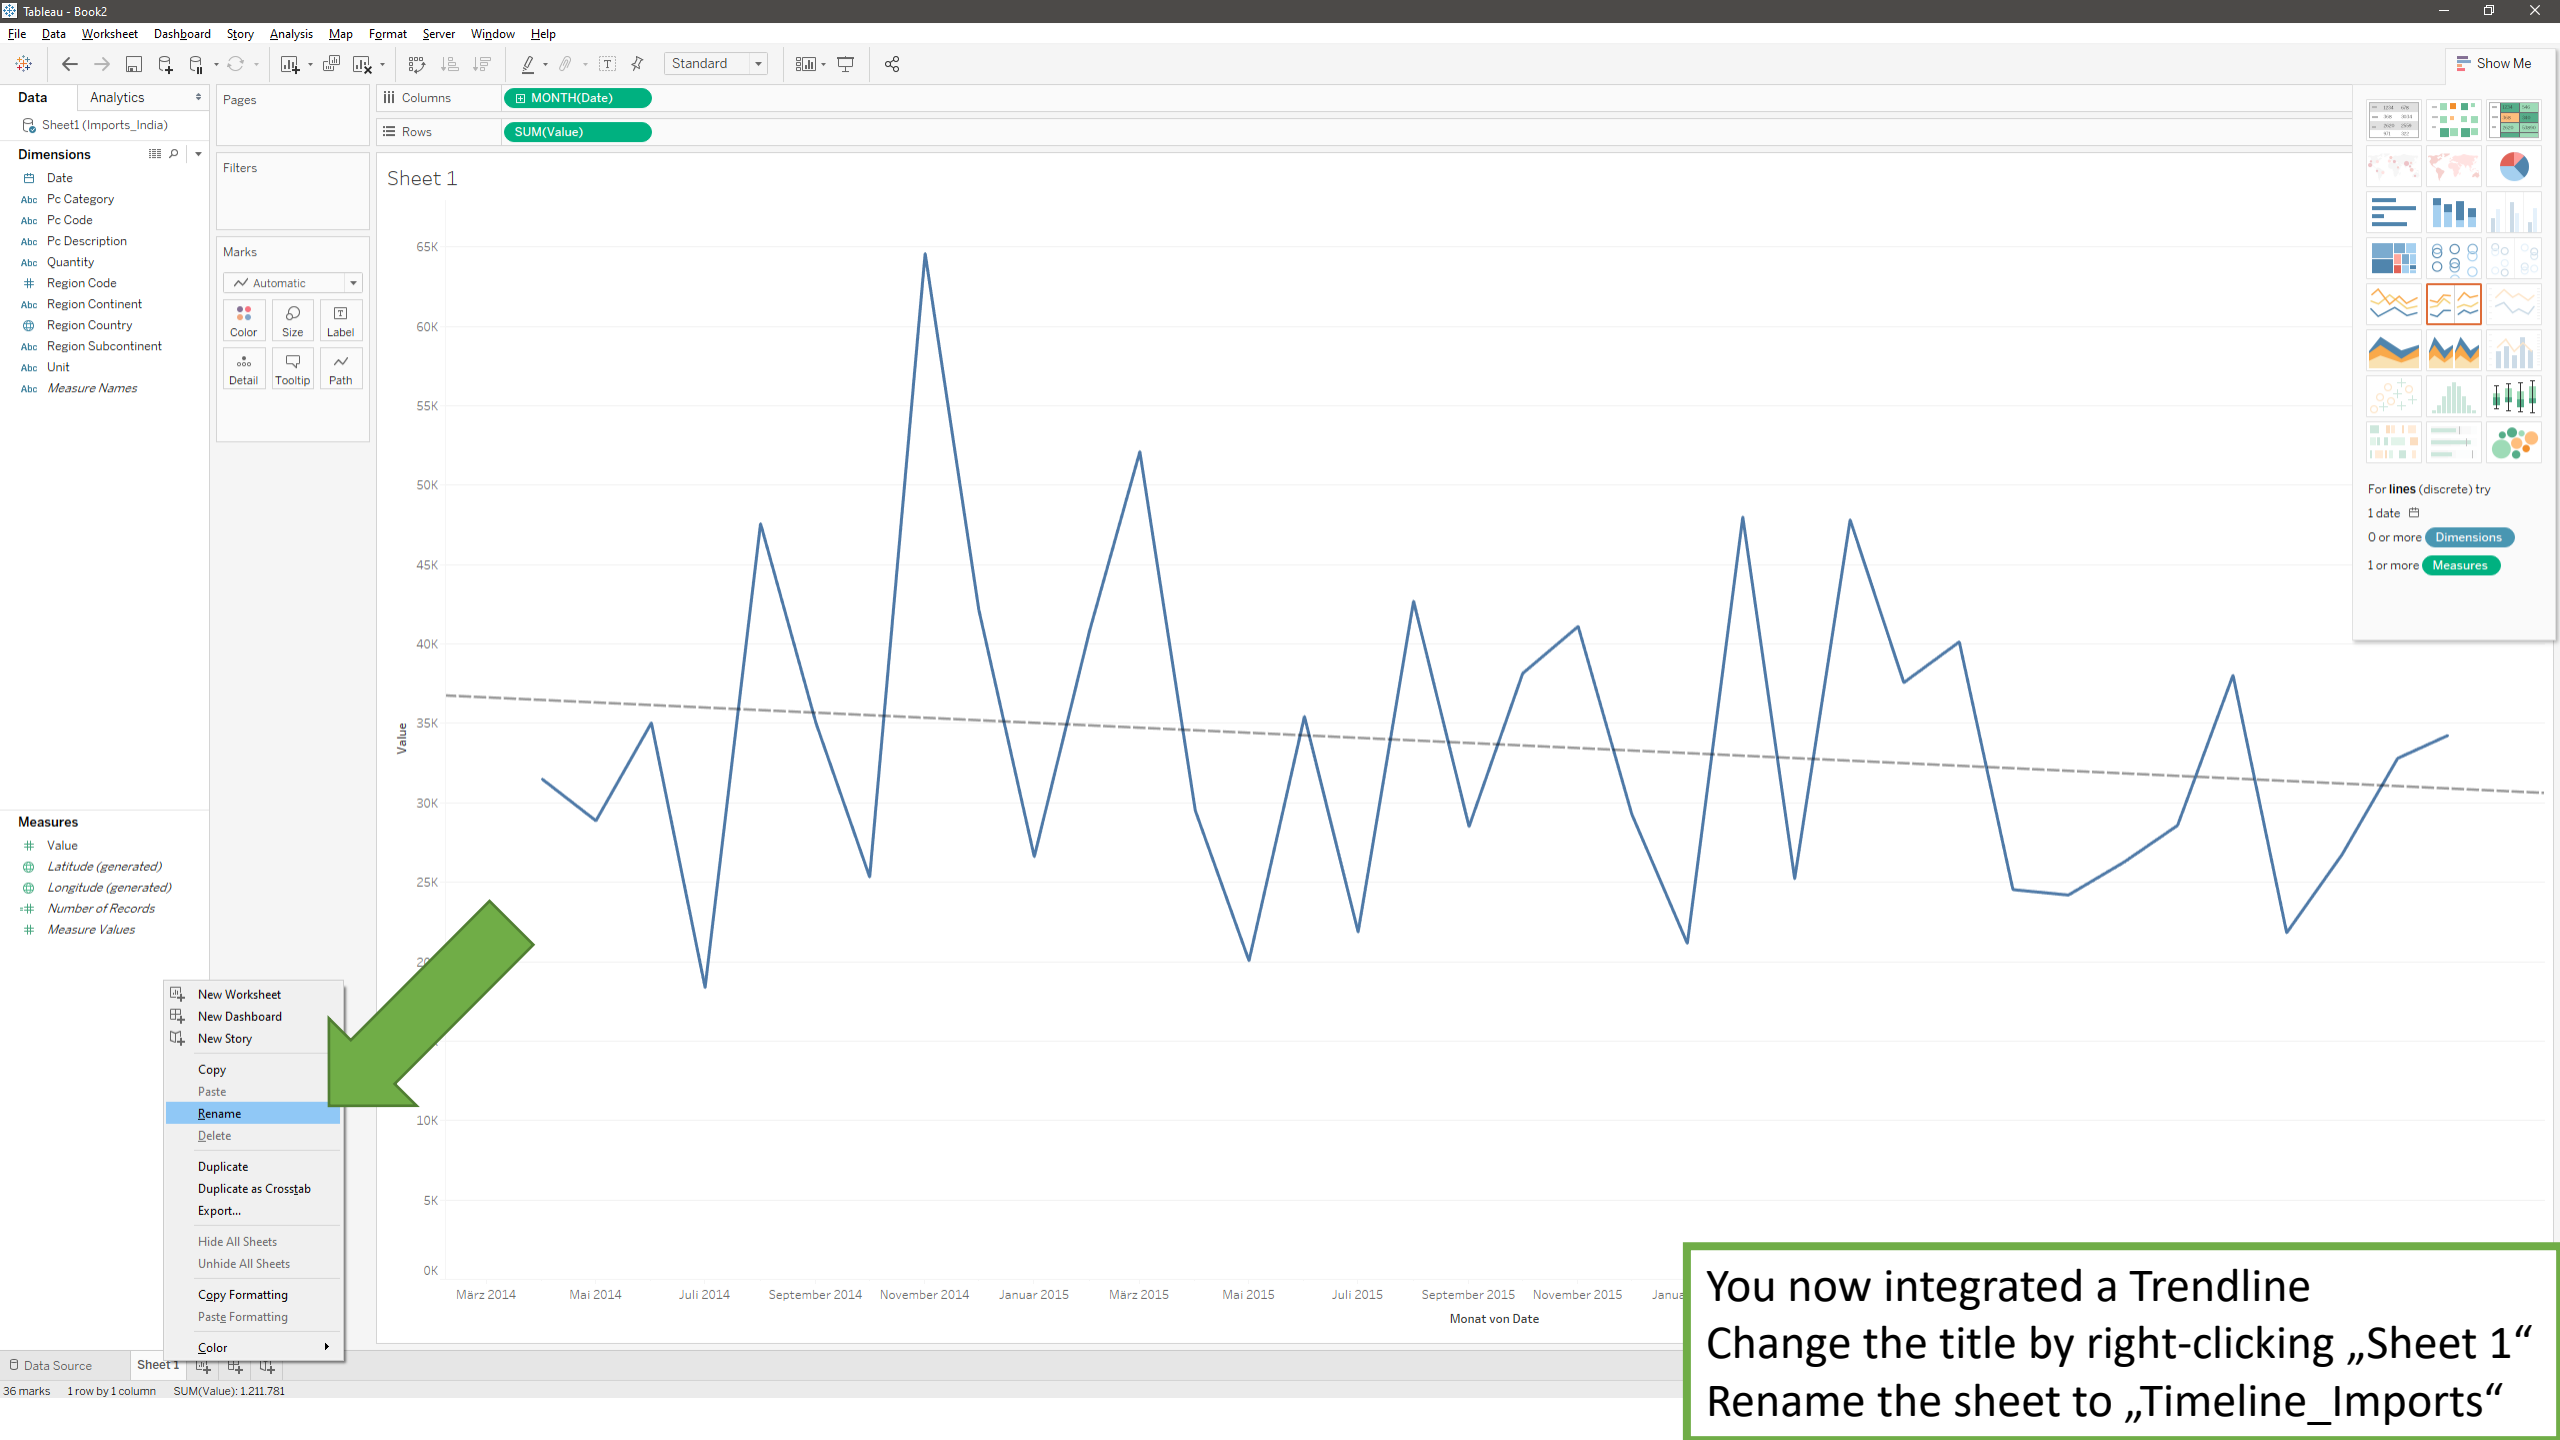 Tableau - Book2
File Data Worksheet Dashboard Story Analysis Map Format Server Window Help
Standard
Show Me
Data Analytics
Sheet1 (Imports_India)
Dimensions
Date
Abc Pc Category
Abc Pc Code
Abc Pc Description
Abc Quantity
Region Code
Abc Region Continent
Region Country
Abc Region Subcontinent
Abc Unit
Abc Measure Names
Measures
Value
Latitude (generated)
Longitude (generated)
Number of Records
Measure Values
Pages
Filters
Marks
Automatic
Color Size Label
Detail Tooltip Path
Columns MONTH(Date)
Rows SUM(Value)
Sheet 1
65K
60K
55K
50K
45K
40K
35K
30K
25K
10K
5K
0K
Value
März 2014 Mai 2014 Juli 2014 September 2014 November 2014 Januar 2015 März 2015 Mai 2015 Juli 2015 September 2015 November 2015
Monat von Date
For lines (discrete) try
1 date
0 or more Dimensions
1 or more Measures
New Worksheet
New Dashboard
New Story
Copy
Paste
Rename
Delete
Duplicate
Duplicate as Crosstab
Export...
Hide All Sheets
Unhide All Sheets
Copy Formatting
Paste Formatting
Color
Data Source Sheet 1
36 marks 1 row by 1 column SUM(Value): 1.211.781
You now integrated a Trendline
Change the title by right-clicking „Sheet 1“
Rename the sheet to „Timeline_Imports“